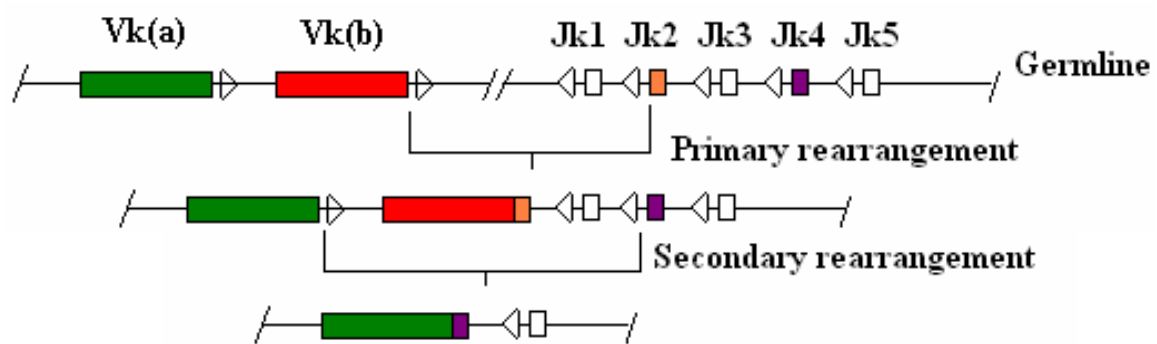 Vk(a) Vk(b) Jk1 Jk2 Jk3 Jk4 Jk5
Germline
Primary rearrangement
Secondary rearrangement